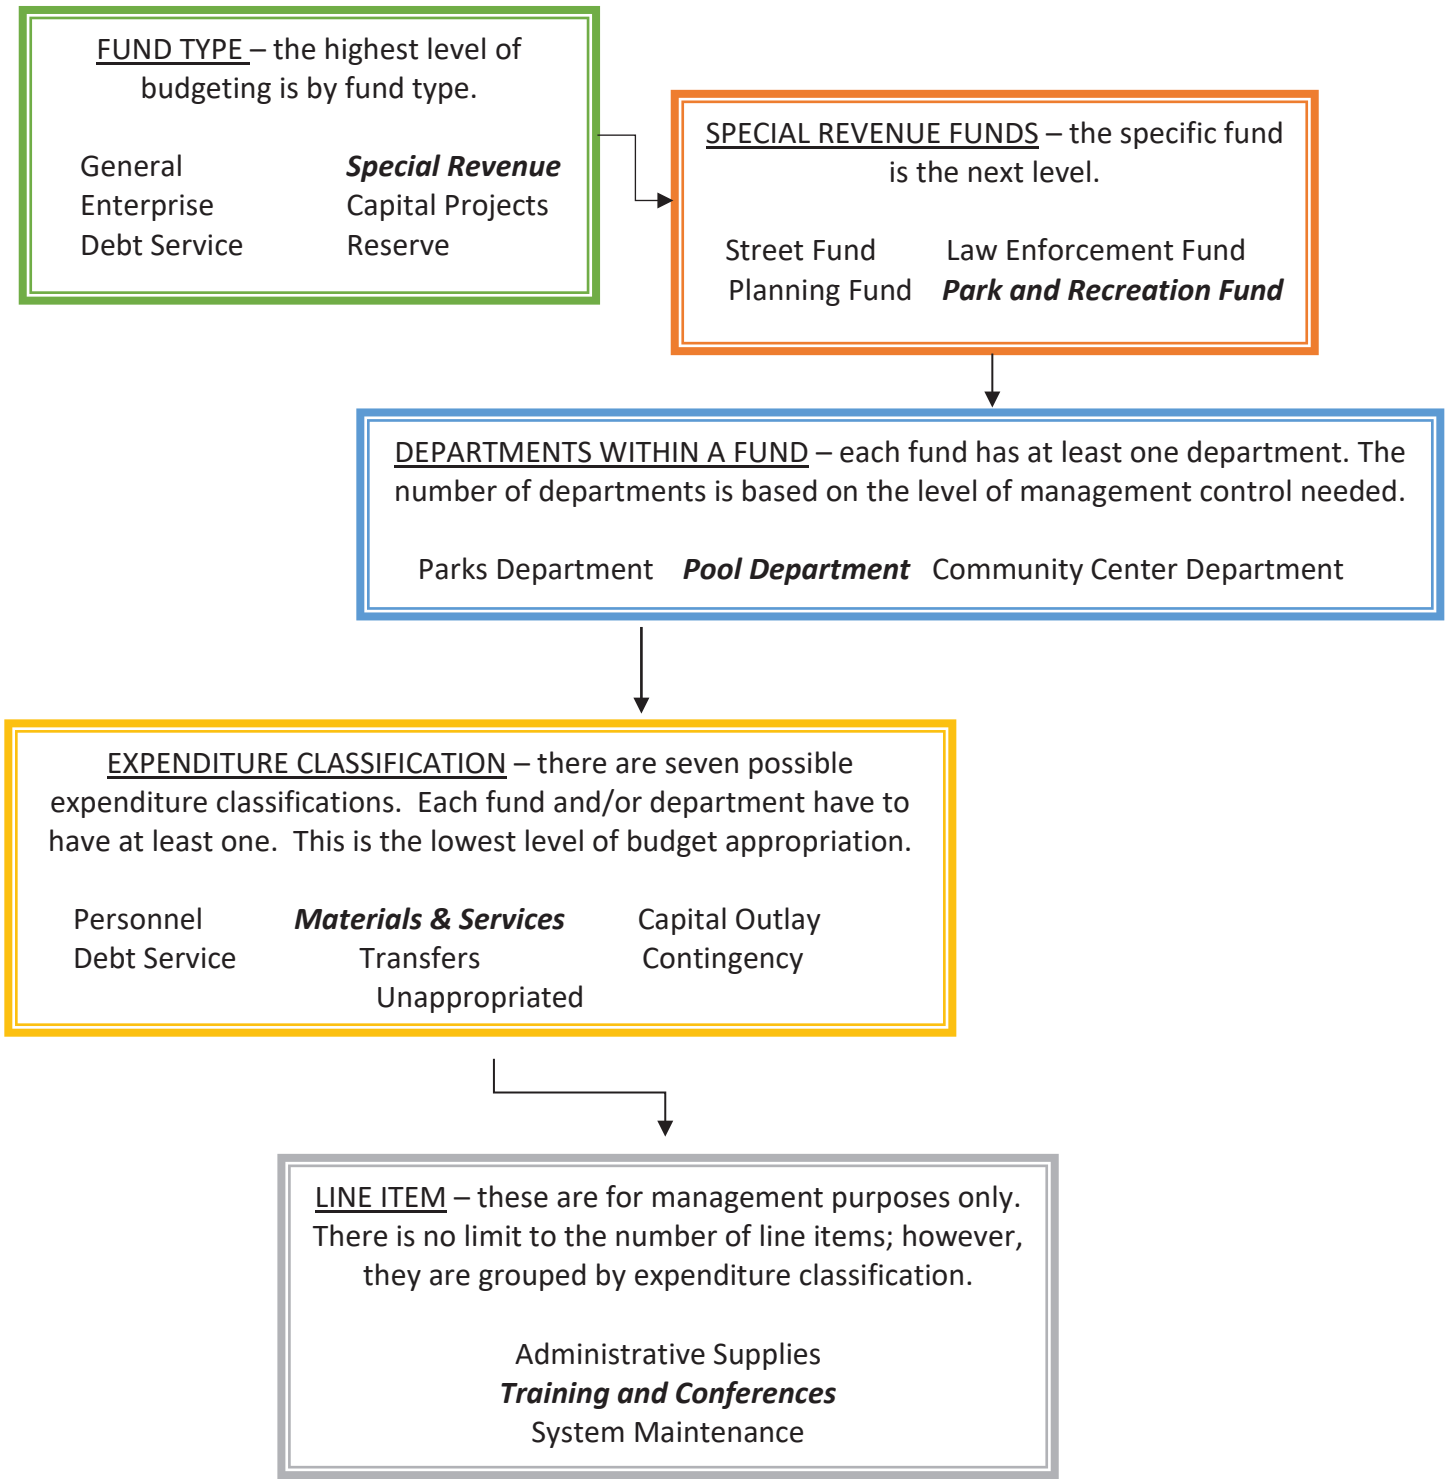 FUND TYPE – the highest level of
budgeting is by fund type.
General Special Revenue
Enterprise Capital Projects
Debt Service Reserve
SPECIAL REVENUE FUNDS – the specific fund
is the next level.
Street Fund Law Enforcement Fund
Planning Fund Park and Recreation Fund
DEPARTMENTS WITHIN A FUND – each fund has at least one department. The
number of departments is based on the level of management control needed.
Parks Department Pool Department Community Center Department
EXPENDITURE CLASSIFICATION – there are seven possible
expenditure classifications. Each fund and/or department have to
have at least one. This is the lowest level of budget appropriation.
Personnel Materials & Services Capital Outlay
Debt Service Transfers Contingency
Unappropriated
LINE ITEM – these are for management purposes only.
There is no limit to the number of line items; however,
they are grouped by expenditure classification.
Administrative Supplies
Training and Conferences
System Maintenance